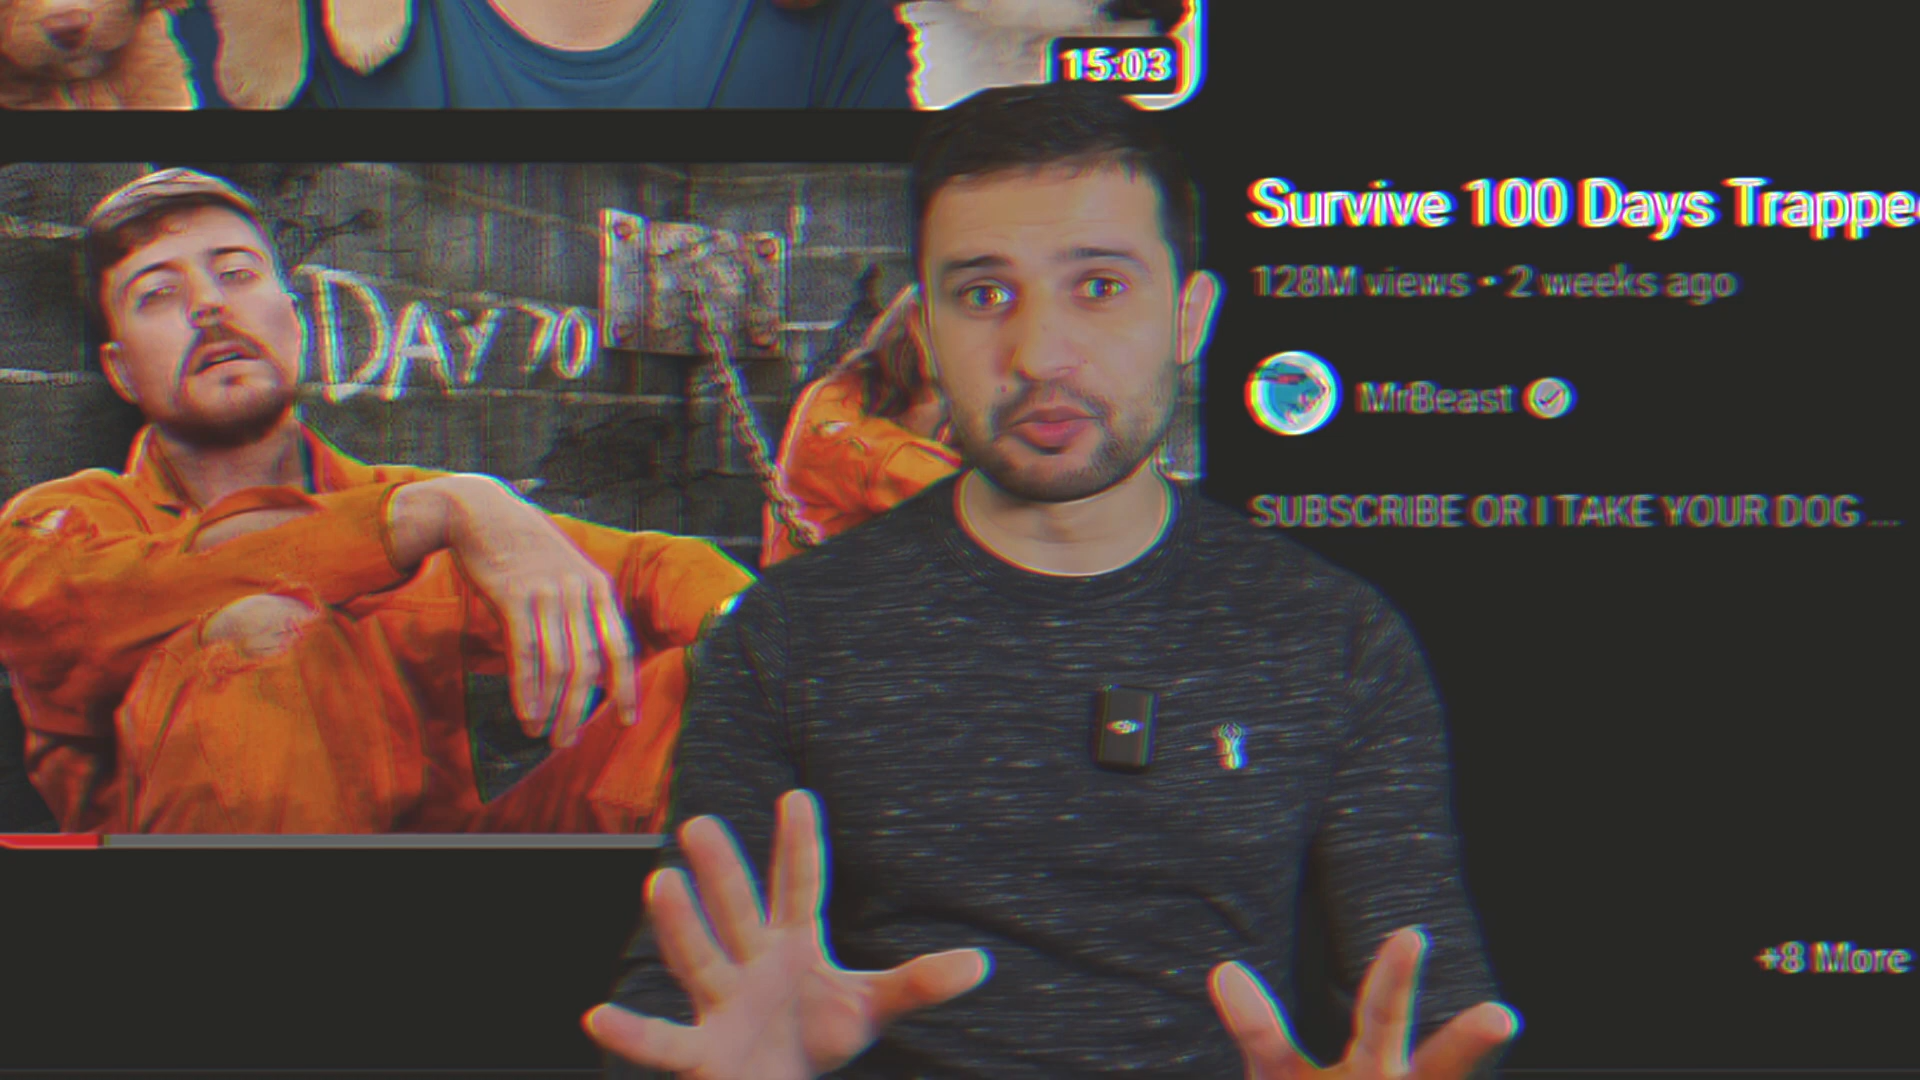 15:03
DAY 70
Survive 100 Days Trappe
128M views • 2 weeks ago
MrBeast
SUBSCRIBE OR I TAKE YOUR DOG ...
+8 More